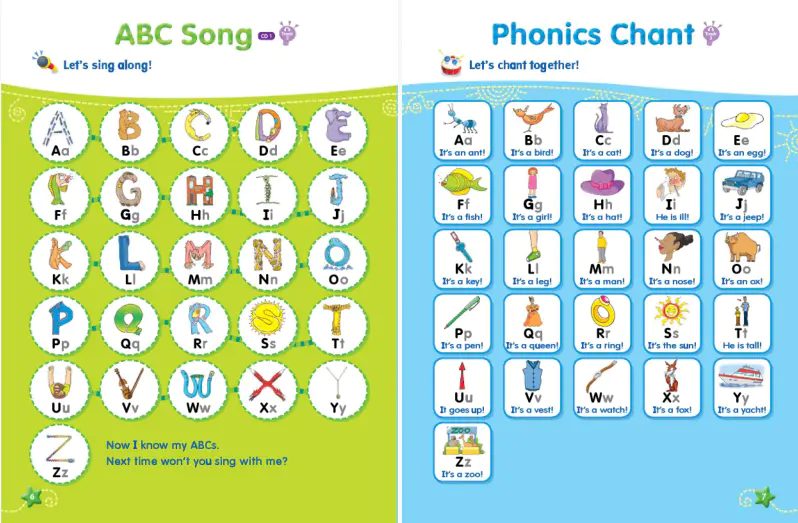 ABC Song
CD 1
Track
Let's sing along!
Aa
Bb
Cc
Dd
Ee
Ff
Gg
Hh
Ii
Jj
Kk
Ll
Mm
Nn
Oo
Pp
Qq
Rr
Ss
Tt
Uu
Vv
Ww
Xx
Yy
Zz
Now I know my ABCs.
Next time won't you sing with me?
6
Phonics Chant
Track
7
Let's chant together!
Aa
It's an ant!
Bb
It's a bird!
Cc
It's a cat!
Dd
It's a dog!
Ee
It's an egg!
Ff
It's a fish!
Gg
It's a girl!
Hh
It's a hat!
Ii
He is ill!
Jj
It's a jeep!
Kk
It's a key!
Ll
It's a leg!
Mm
It's a man!
Nn
It's a nose!
Oo
It's an ox!
Pp
It's a pen!
Qq
It's a queen!
Rr
It's a ring!
Ss
It's the sun!
Tt
He is tall!
Uu
It goes up!
Vv
It's a vest!
Ww
It's a watch!
Xx
It's a fox!
Yy
It's a yacht!
ZOO
Zz
It's a zoo!
7